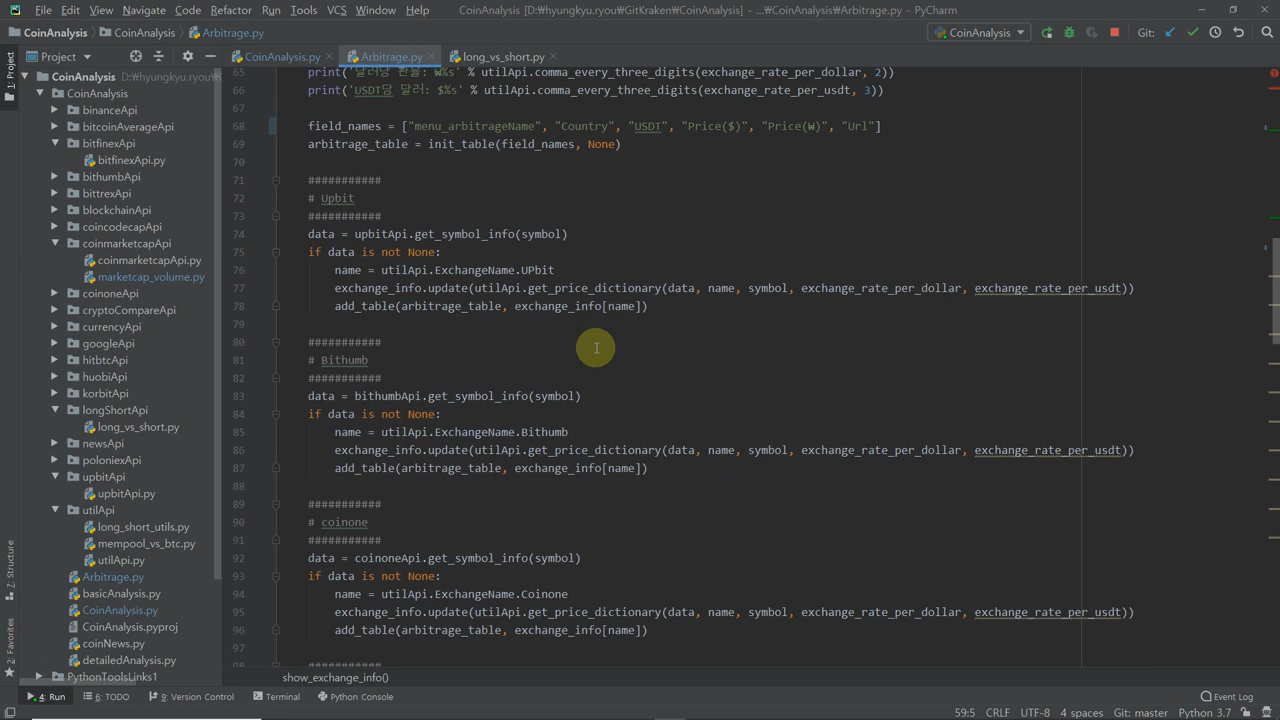 File Edit View Navigate Code Refactor Run Tools VCS Window Help CoinAnalysis [D:₩hyungkyu.ryou₩GitKraken₩CoinAnalysis] - ...₩CoinAnalysis₩Arbitrage.py - PyCharm
CoinAnalysis CoinAnalysis Arbitrage.py CoinAnalysis Git:
Project CoinAnalysis.py Arbitrage.py long_vs_short.py
1: Project
7: Structure
2: Favorites
CoinAnalysis D:₩hyungkyu.ryou₩GitKraken
CoinAnalysis
binanceApi
bitcoinAverageApi
bitfinexApi
bitfinexApi.py
bithumbApi
bittrexApi
blockchainApi
coincodecapApi
coinmarketcapApi
coinmarketcapApi.py
marketcap_volume.py
coinoneApi
cryptoCompareApi
currencyApi
googleApi
hitbtcApi
huobiApi
korbitApi
longShortApi
long_vs_short.py
newsApi
poloniexApi
upbitApi
upbitApi.py
utilApi
long_short_utils.py
mempool_vs_btc.py
utilApi.py
Arbitrage.py
basicAnalysis.py
CoinAnalysis.py
CoinAnalysis.pyproj
coinNews.py
detailedAnalysis.py
PythonToolsLinks1
65 print('달러당 환율: ₩%s' % utilApi.comma_every_three_digits(exchange_rate_per_dollar, 2))
66 print('USDT당 달러: $%s' % utilApi.comma_every_three_digits(exchange_rate_per_usdt, 3))
67
68 field_names = ["menu_arbitrageName", "Country", "USDT", "Price($)", "Price(₩)", "Url"]
69 arbitrage_table = init_table(field_names, None)
70
71 ###########
72 # Upbit
73 ###########
74 data = upbitApi.get_symbol_info(symbol)
75 if data is not None:
76 name = utilApi.ExchangeName.UPbit
77 exchange_info.update(utilApi.get_price_dictionary(data, name, symbol, exchange_rate_per_dollar, exchange_rate_per_usdt))
78 add_table(arbitrage_table, exchange_info[name])
79
80 ###########
81 # Bithumb
82 ###########
83 data = bithumbApi.get_symbol_info(symbol)
84 if data is not None:
85 name = utilApi.ExchangeName.Bithumb
86 exchange_info.update(utilApi.get_price_dictionary(data, name, symbol, exchange_rate_per_dollar, exchange_rate_per_usdt))
87 add_table(arbitrage_table, exchange_info[name])
88
89 ###########
90 # coinone
91 ###########
92 data = coinoneApi.get_symbol_info(symbol)
93 if data is not None:
94 name = utilApi.ExchangeName.Coinone
95 exchange_info.update(utilApi.get_price_dictionary(data, name, symbol, exchange_rate_per_dollar, exchange_rate_per_usdt))
96 add_table(arbitrage_table, exchange_info[name])
97
98 ###########
show_exchange_info()
4: Run 6: TODO 9: Version Control Terminal Python Console Event Log
59:5 CRLF UTF-8 4 spaces Git: master Python 3.7